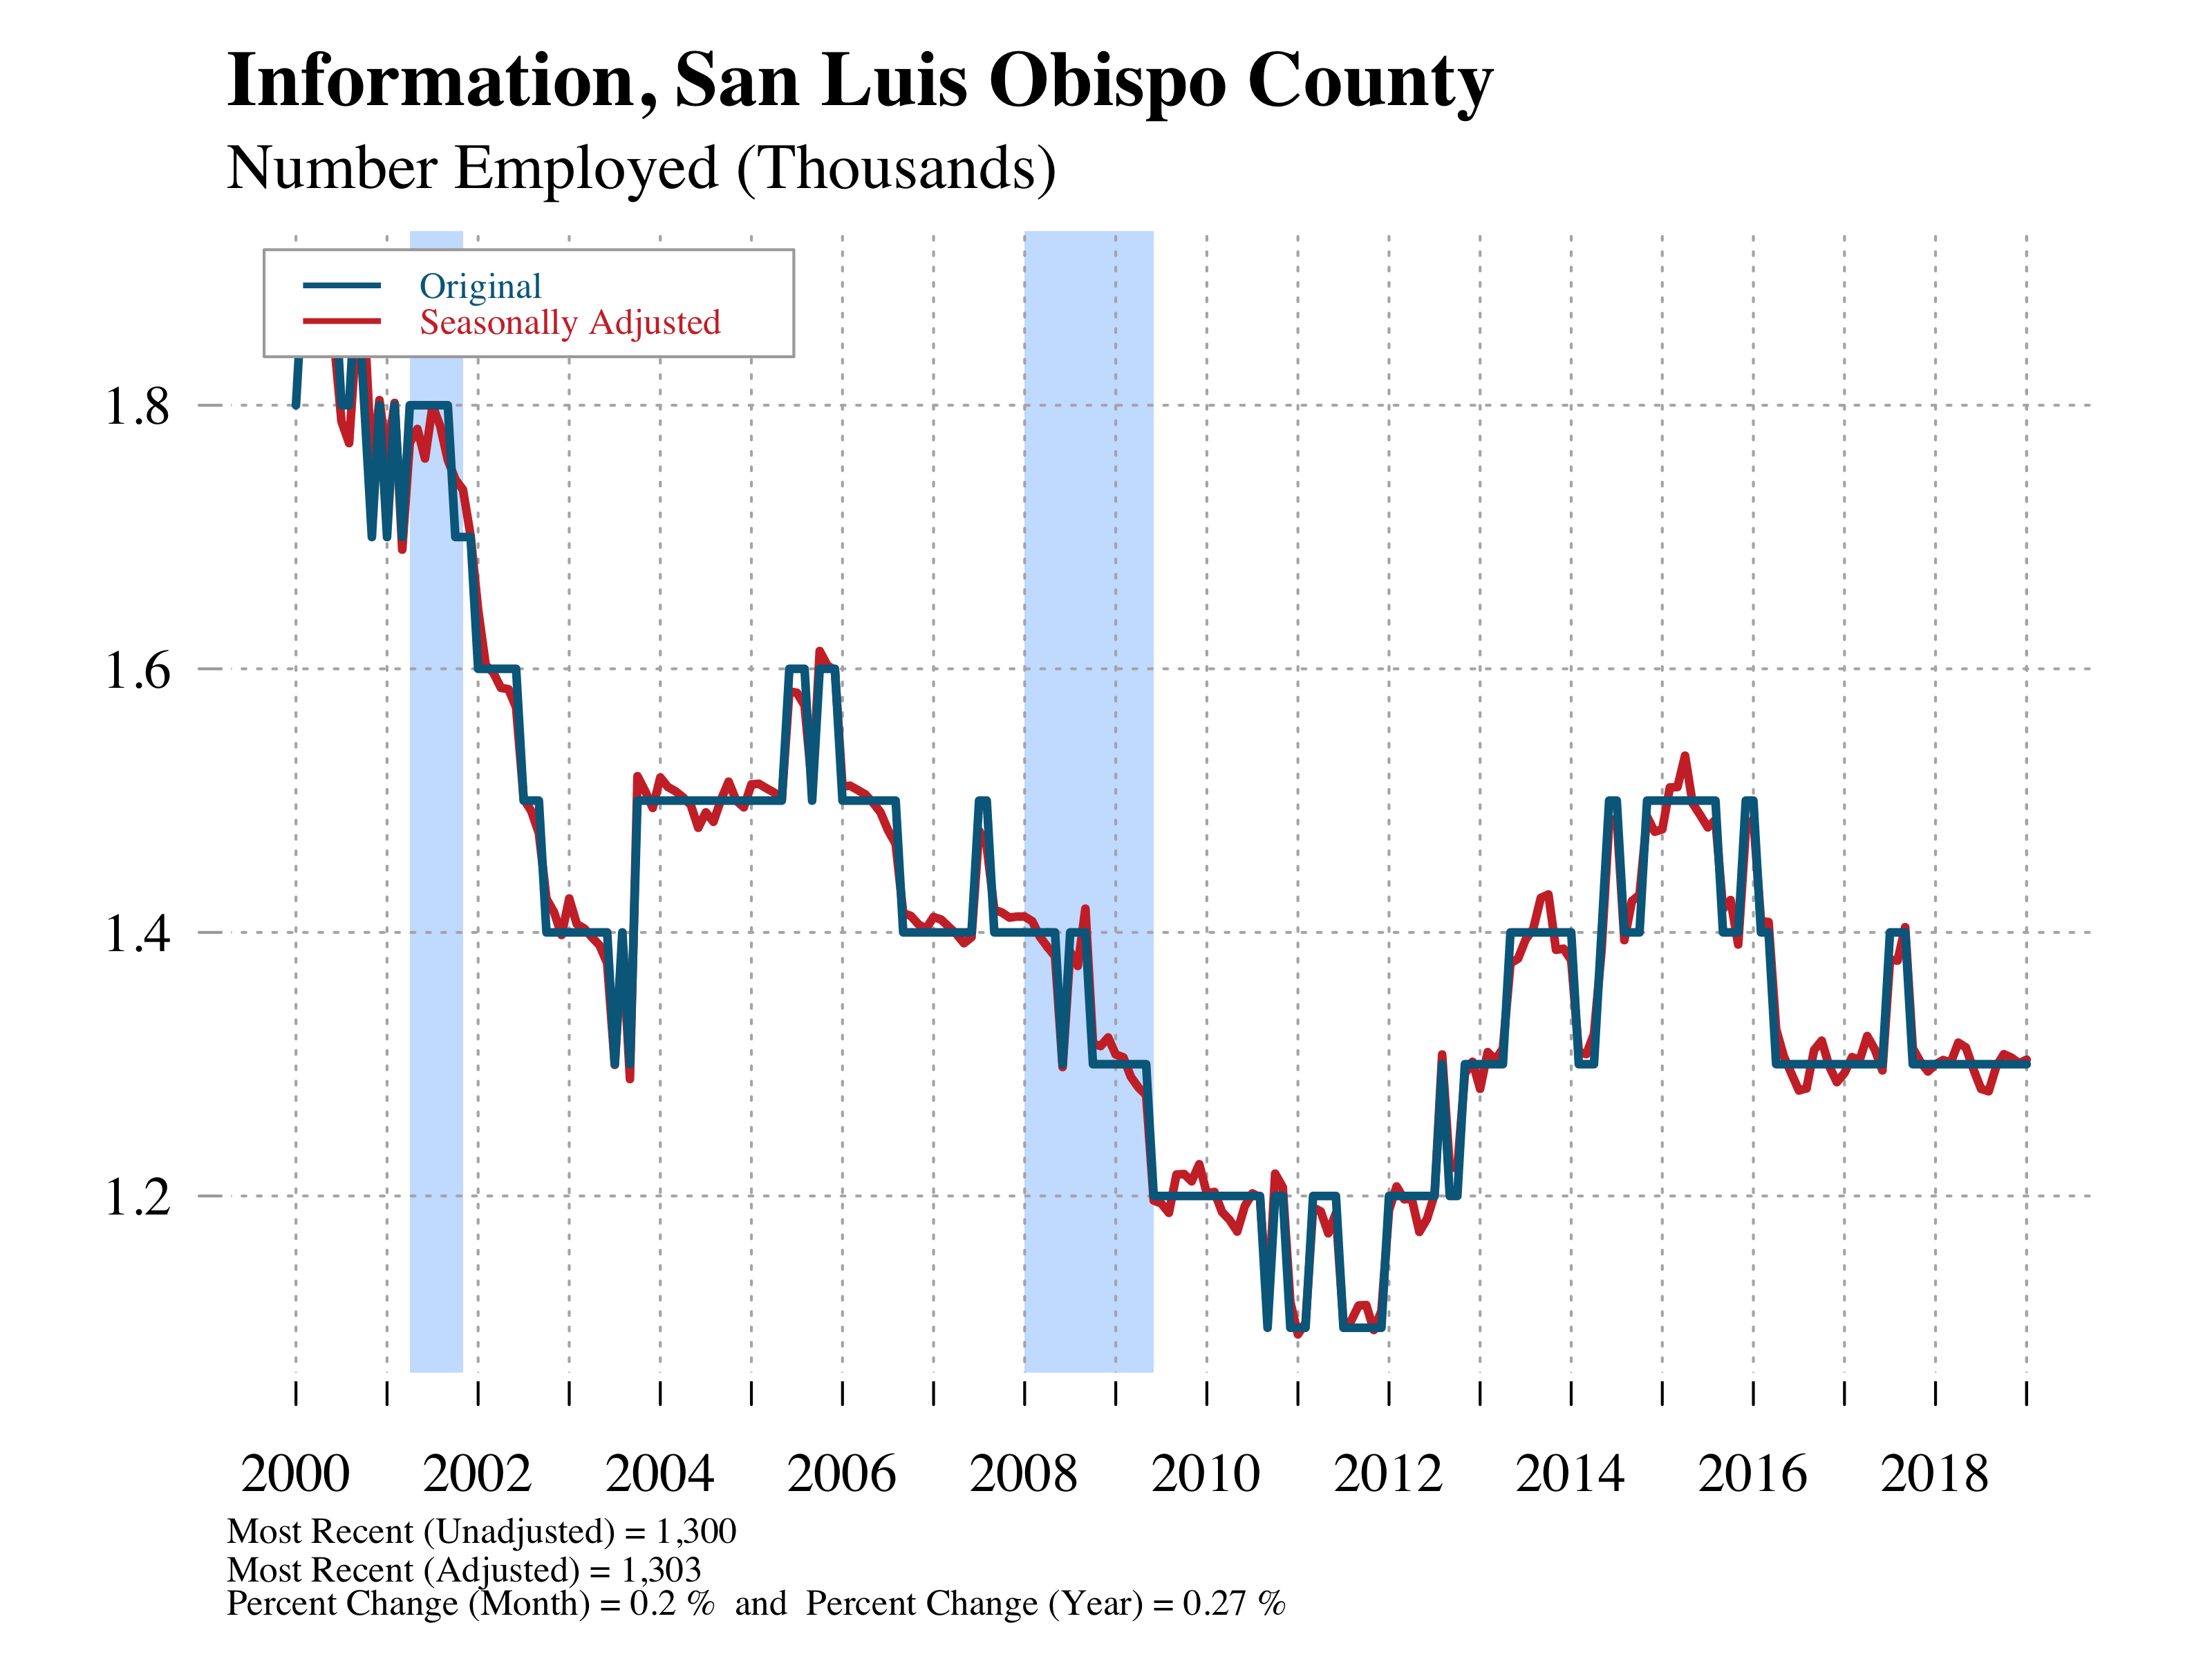 Information, San Luis Obispo County
Number Employed (Thousands)
Original
Seasonally Adjusted
1.8
1.6
1.4
1.2
2000 2002 2004 2006 2008 2010 2012 2014 2016 2018
Most Recent (Unadjusted) = 1,300
Most Recent (Adjusted) = 1,303
Percent Change (Month) = 0.2 % and Percent Change (Year) = 0.27 %